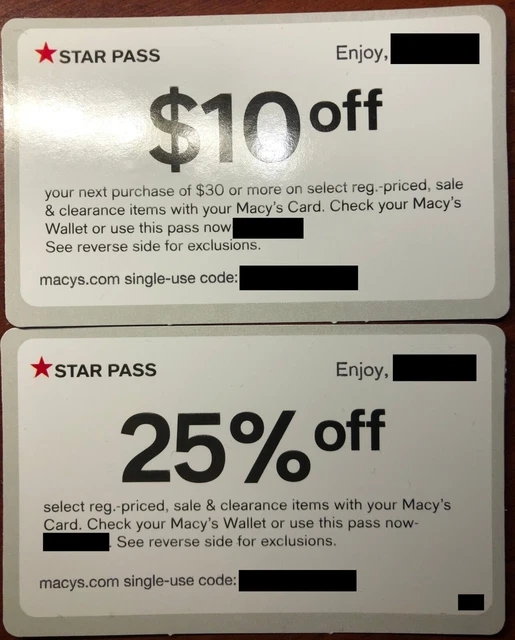 STAR PASS Enjoy,
$10 off
your next purchase of $30 or more on select reg.-priced, sale
& clearance items with your Macy's Card. Check your Macy's
Wallet or use this pass now
See reverse side for exclusions.
macys.com single-use code:
STAR PASS Enjoy,
25% off
select reg.-priced, sale & clearance items with your Macy's
Card. Check your Macy's Wallet or use this pass now-
. See reverse side for exclusions.
macys.com single-use code: